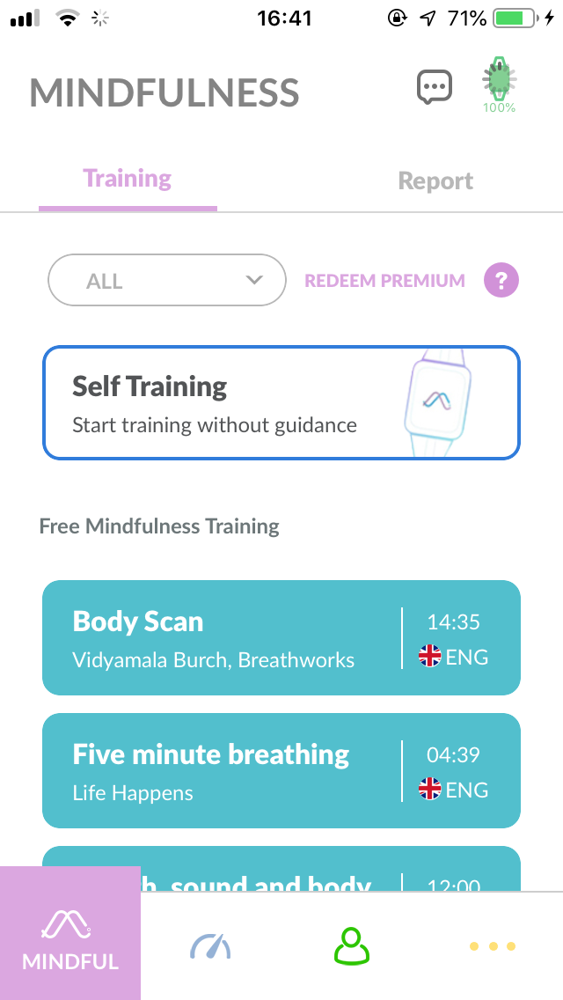 16:41
71%
MINDFULNESS
100%
Training
Report
ALL
REDEEM PREMIUM
?
Self Training
Start training without guidance
Free Mindfulness Training
Body Scan
14:35
Vidyamala Burch, Breathworks
ENG
Five minute breathing
04:39
Life Happens
ENG
sound and body
12:00
MINDFUL